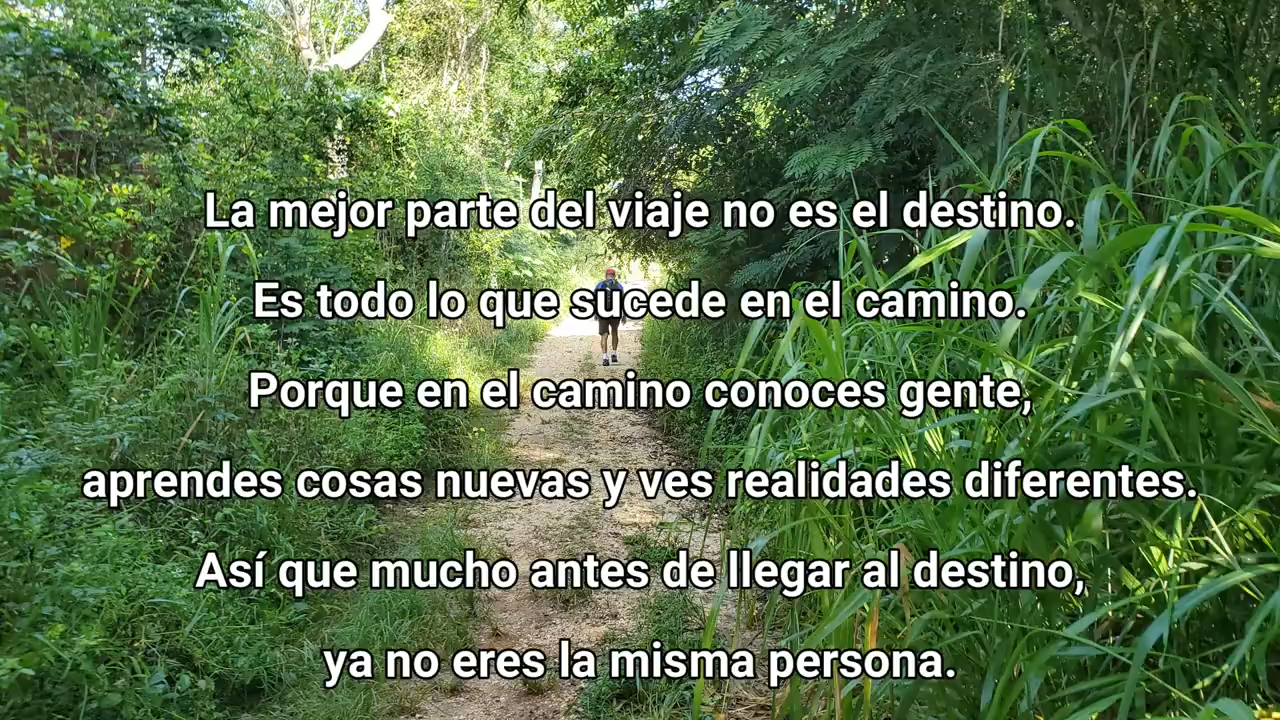 La mejor parte del viaje no es el destino.
Es todo lo que sucede en el camino.
Porque en el camino conoces gente,
aprendes cosas nuevas y ves realidades diferentes.
Así que mucho antes de llegar al destino,
ya no eres la misma persona.